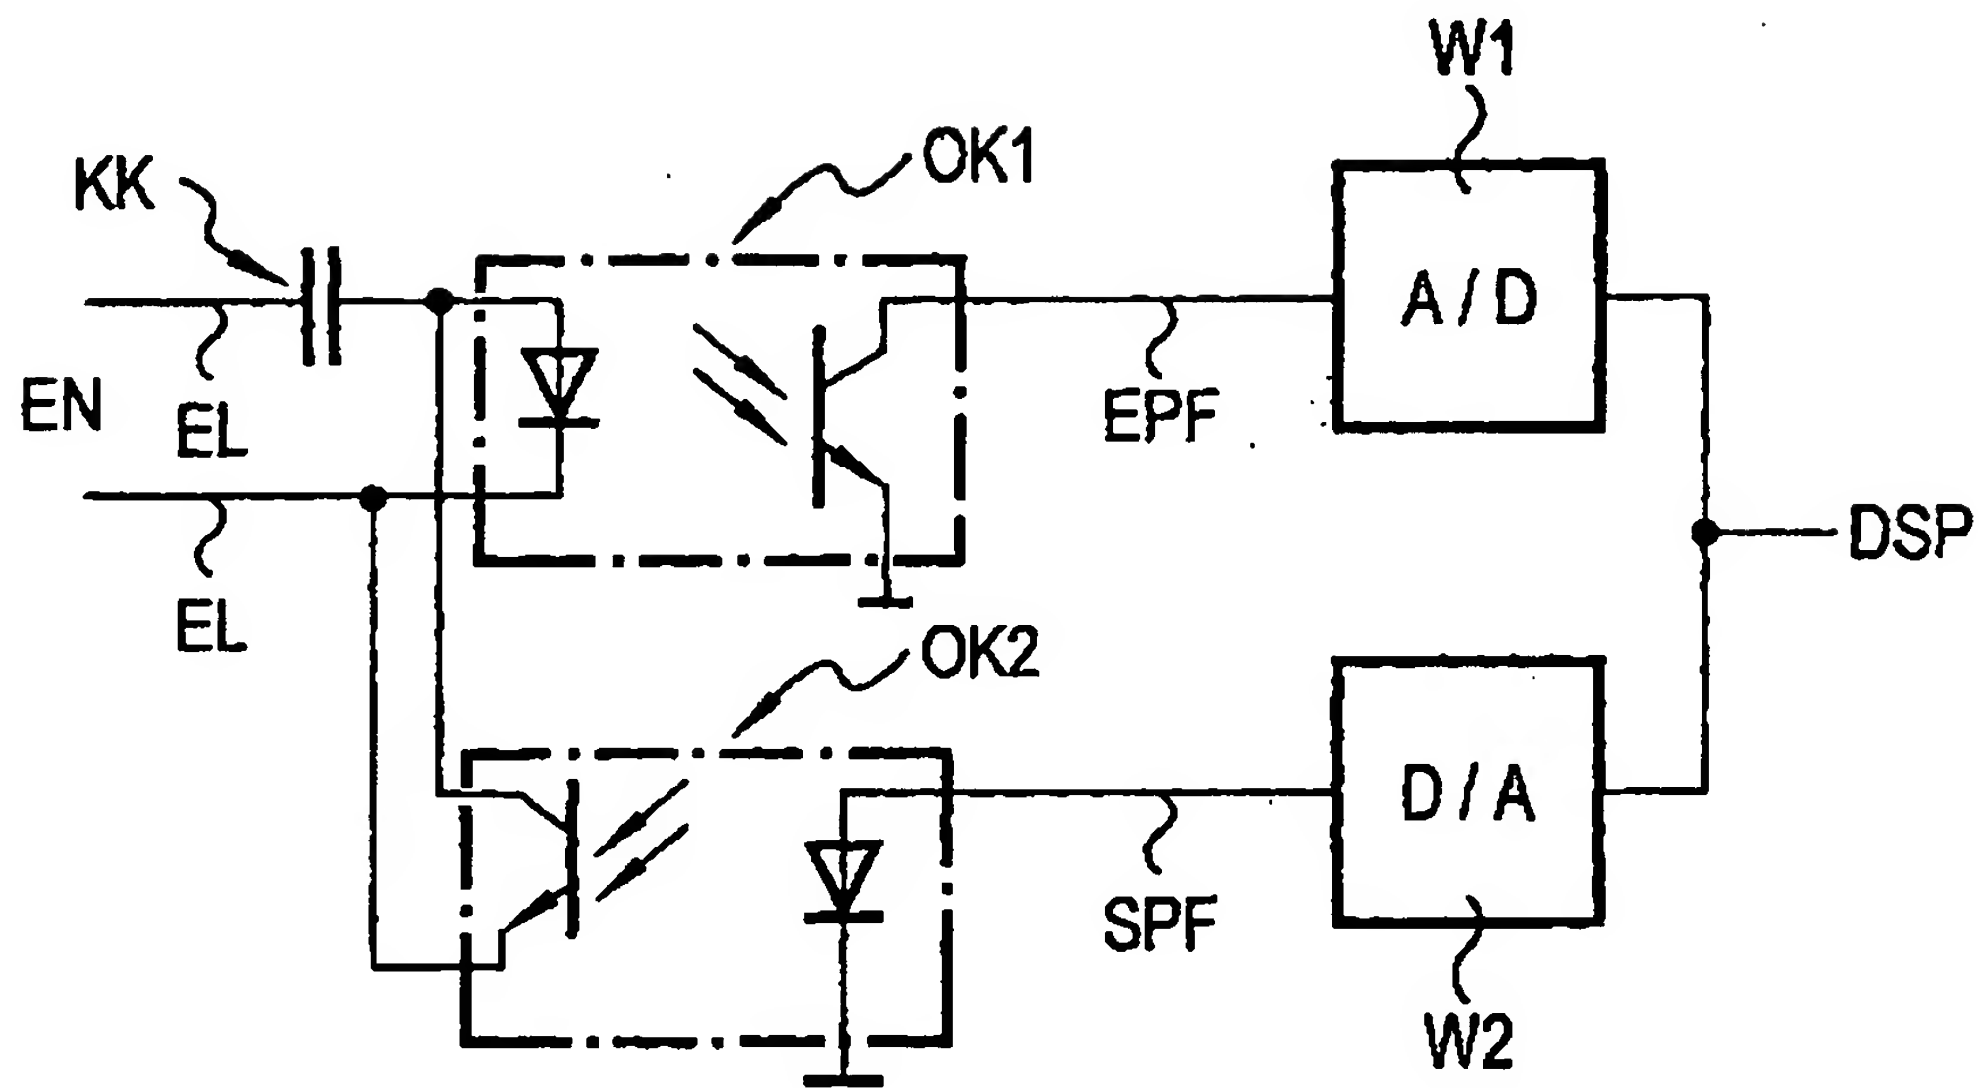 W1
OK1
KK
A / D
EN
EL
EPF
DSP
EL
OK2
D / A
SPF
W2